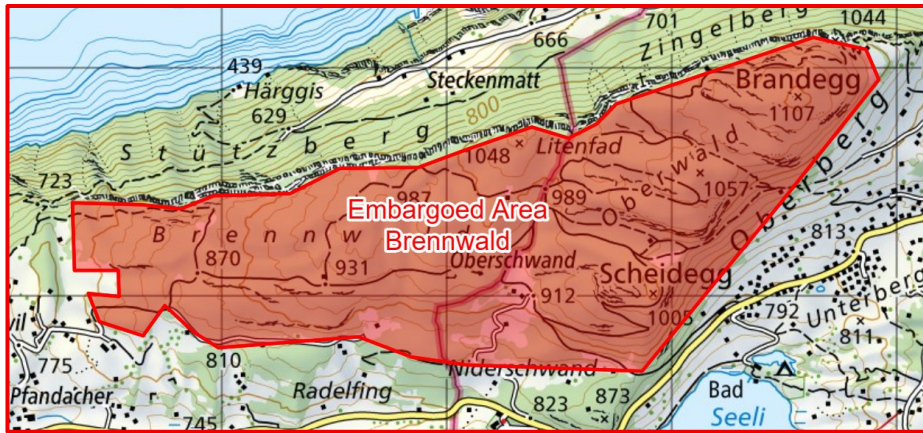 1044
701
Zingelberg
666
439
Steckenmatt
Brandegg
Härggis
800
1107
629
Stützberg
1048
Litenfad
Oberwald
723
1057
987
989
Embargoed Area
Brennwald
Oberberg
Brennw
813
Oberschwand
870
931
Scheidegg
912
1005
792
Unterberg
811
vil
775
810
Niderschwand
Pfandacher
Radelfing
Bad
823
873
Seeli
745